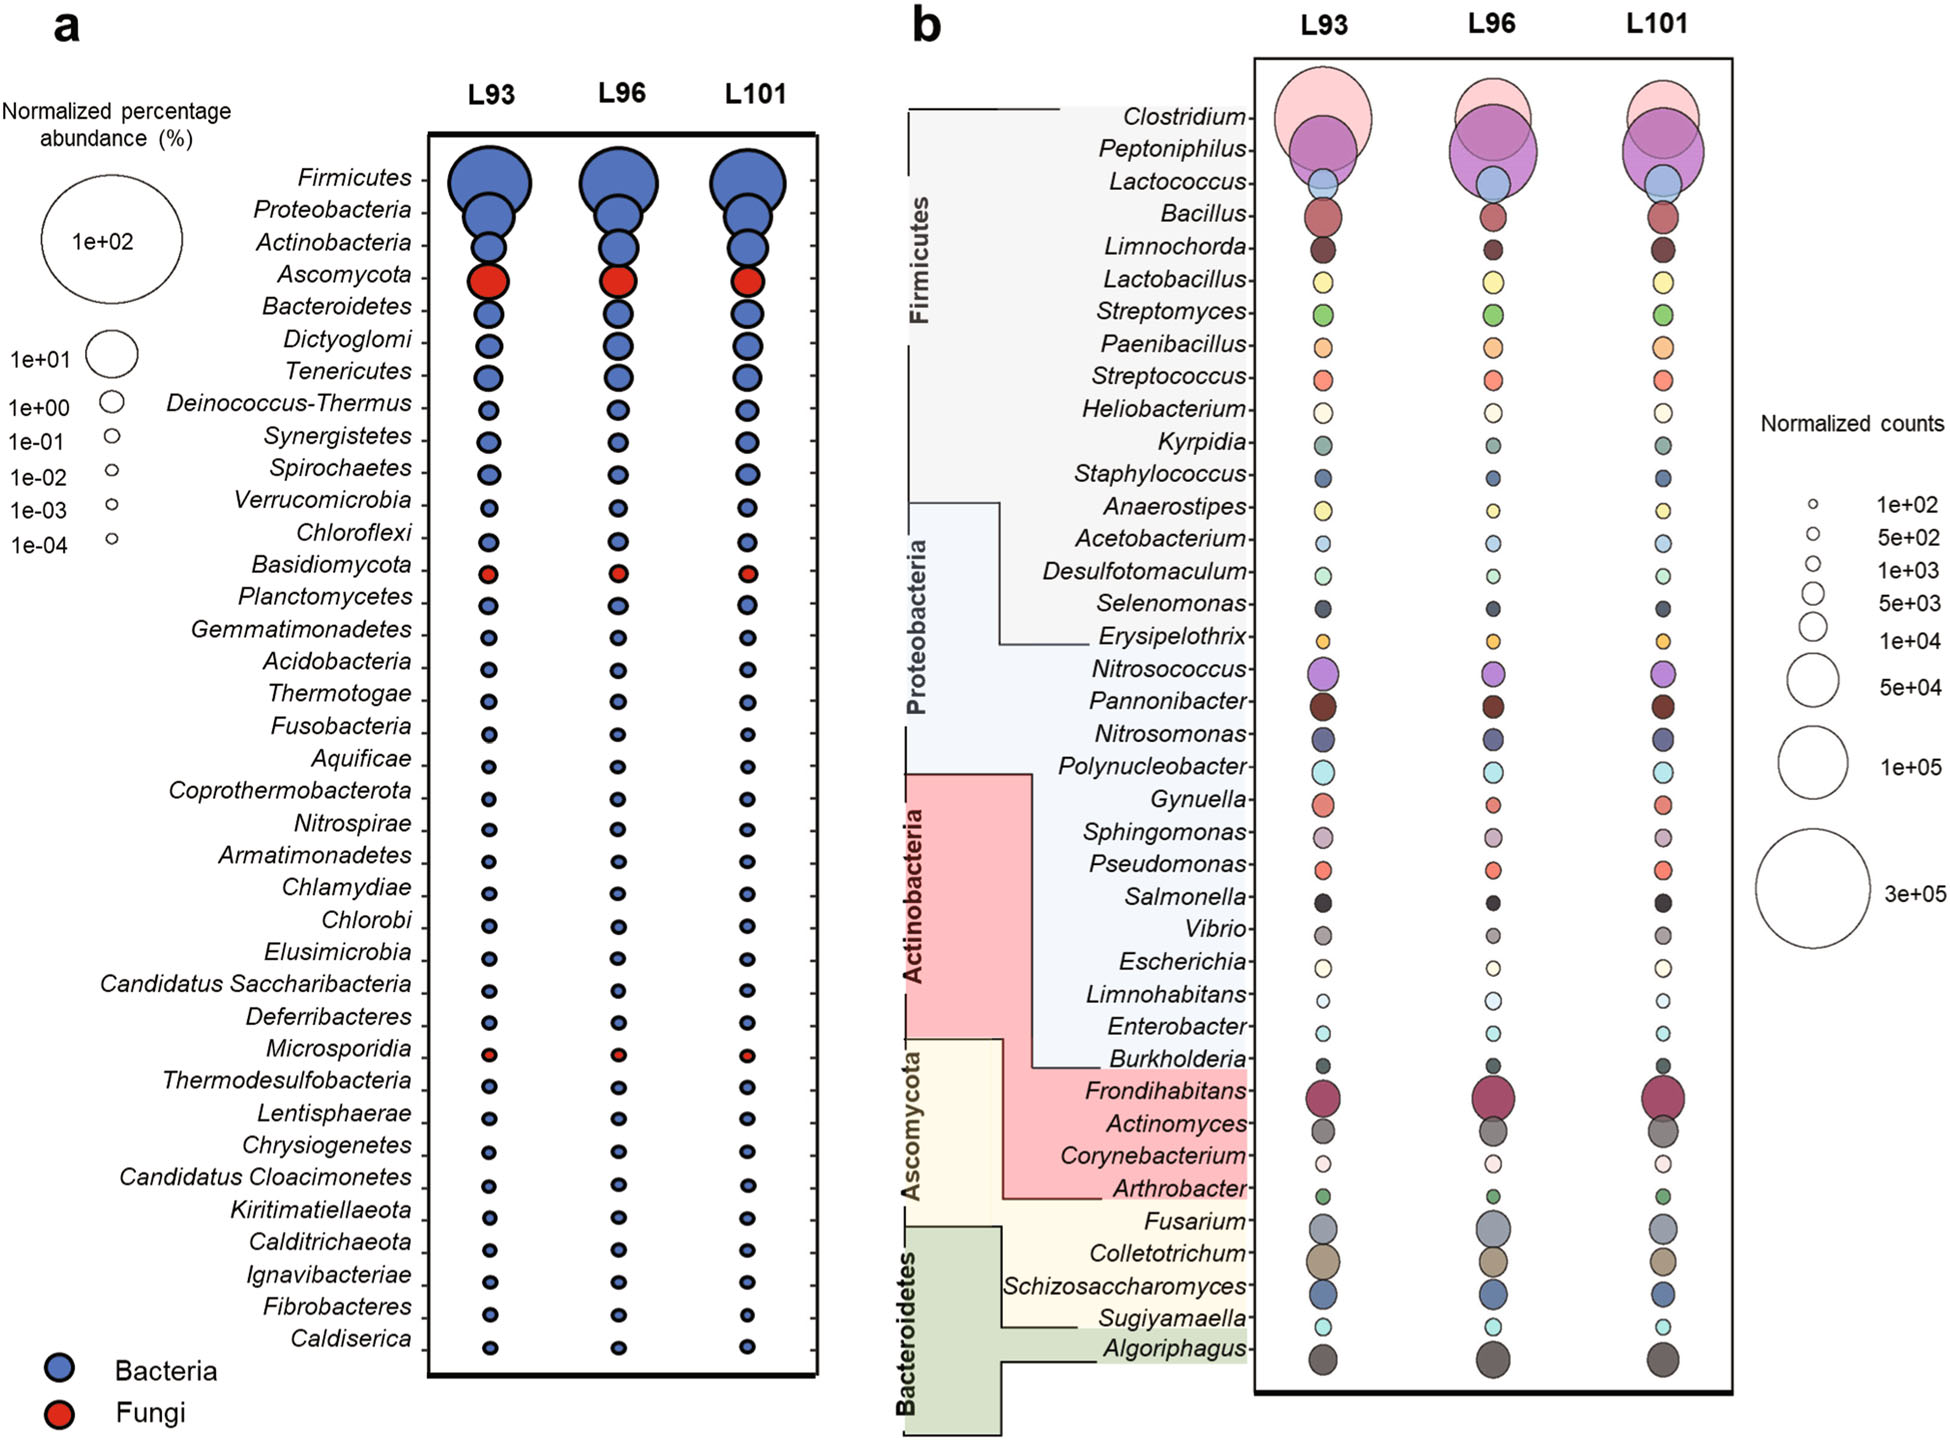 a
L93 L96 L101
Normalized percentage
abundance (%)
1e+02
1e+01
1e+00
1e-01
1e-02
1e-03
1e-04
Firmicutes
Proteobacteria
Actinobacteria
Ascomycota
Bacteroidetes
Dictyoglomi
Tenericutes
Deinococcus-Thermus
Synergistetes
Spirochaetes
Verrucomicrobia
Chloroflexi
Basidiomycota
Planctomycetes
Gemmatimonadetes
Acidobacteria
Thermotogae
Fusobacteria
Aquificae
Coprothermobacterota
Nitrospirae
Armatimonadetes
Chlamydiae
Chlorobi
Elusimicrobia
Candidatus Saccharibacteria
Deferribacteres
Microsporidia
Thermodesulfobacteria
Lentisphaerae
Chrysiogenetes
Candidatus Cloacimonetes
Kiritimatiellaeota
Calditrichaeota
Ignavibacteriae
Fibrobacteres
Caldiserica
Bacteria
Fungi
b
L93 L96 L101
Firmicutes
Proteobacteria
Actinobacteria
Ascomycota
Bacteroidetes
Clostridium
Peptoniphilus
Lactococcus
Bacillus
Limnochorda
Lactobacillus
Streptomyces
Paenibacillus
Streptococcus
Heliobacterium
Kyrpidia
Staphylococcus
Anaerostipes
Acetobacterium
Desulfotomaculum
Selenomonas
Erysipelothrix
Nitrosococcus
Pannonibacter
Nitrosomonas
Polynucleobacter
Gynuella
Sphingomonas
Pseudomonas
Salmonella
Vibrio
Escherichia
Limnohabitans
Enterobacter
Burkholderia
Frondihabitans
Actinomyces
Corynebacterium
Arthrobacter
Fusarium
Colletotrichum
Schizosaccharomyces
Sugiyamaella
Algoriphagus
Normalized counts
1e+02
5e+02
1e+03
5e+03
1e+04
5e+04
1e+05
3e+05